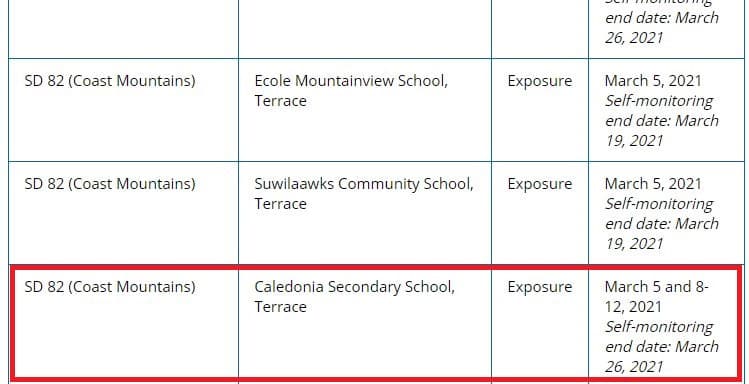 Self-monitoring
end date: March
26, 2021
SD 82 (Coast Mountains)
Ecole Mountainview School,
Terrace
Exposure
March 5, 2021
Self-monitoring
end date: March
19, 2021
SD 82 (Coast Mountains)
Suwilaawks Community School,
Terrace
Exposure
March 5, 2021
Self-monitoring
end date: March
19, 2021
SD 82 (Coast Mountains)
Caledonia Secondary School,
Terrace
Exposure
March 5 and 8-
12, 2021
Self-monitoring
end date: March
26, 2021